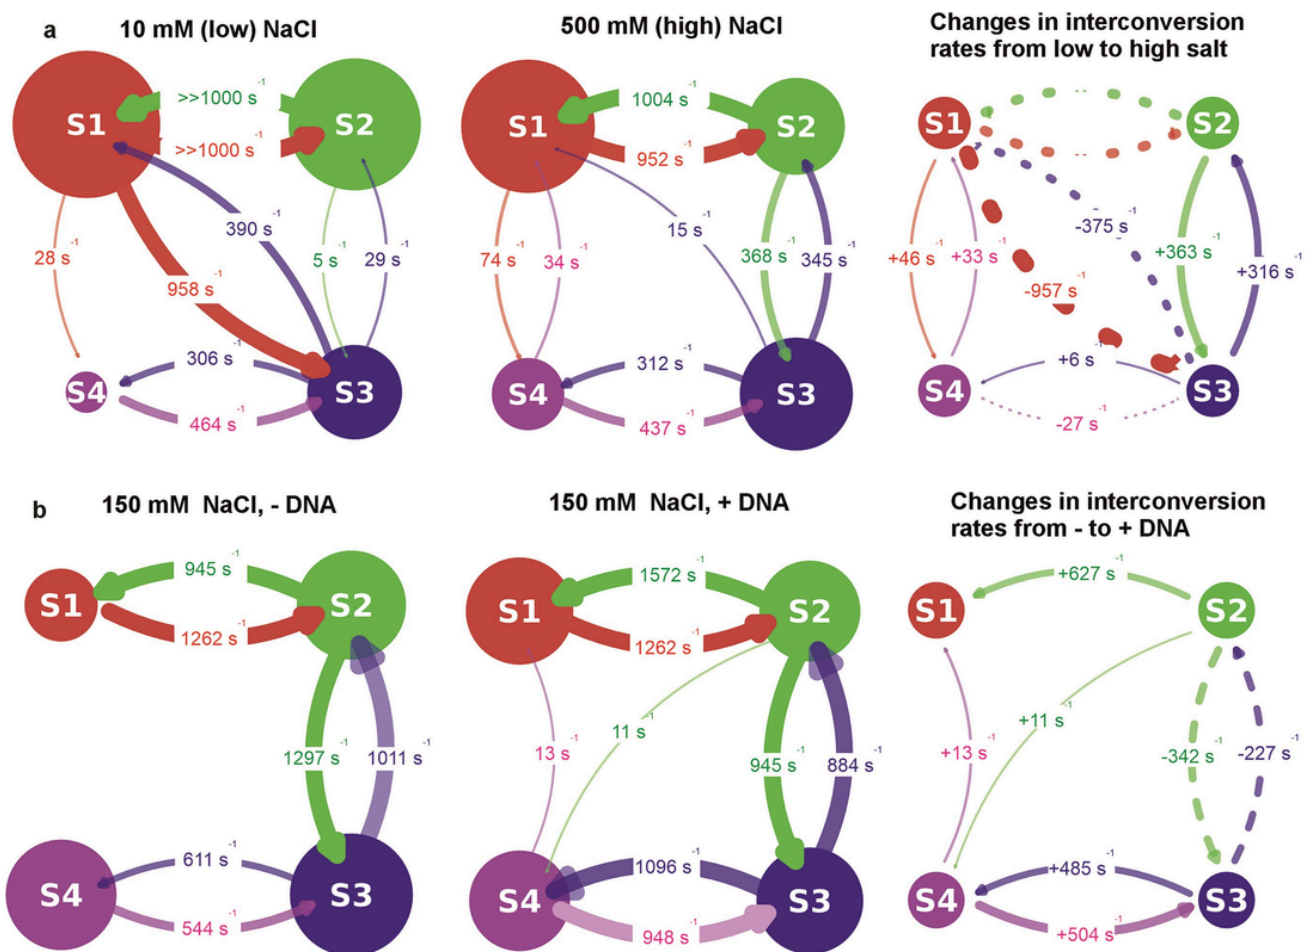 a
10 mM (low) NaCl
500 mM (high) NaCl
Changes in interconversion
rates from low to high salt
S1
>>1000 s⁻¹
S2
>>1000 s⁻¹
28 s⁻¹
390 s⁻¹
958 s⁻¹
5 s⁻¹
29 s⁻¹
306 s⁻¹
S4
S3
464 s⁻¹
S1
1004 s⁻¹
S2
952 s⁻¹
74 s⁻¹
34 s⁻¹
15 s⁻¹
368 s⁻¹
345 s⁻¹
312 s⁻¹
S4
S3
437 s⁻¹
S1
--
S2
--
-375 s⁻¹
+46 s⁻¹
+33 s⁻¹
-957 s⁻¹
+363 s⁻¹
+316 s⁻¹
+6 s⁻¹
S4
S3
-27 s⁻¹
b
150 mM NaCl, - DNA
150 mM NaCl, + DNA
Changes in interconversion
rates from - to + DNA
S1
945 s⁻¹
S2
1262 s⁻¹
1297 s⁻¹
1011 s⁻¹
611 s⁻¹
S4
S3
544 s⁻¹
S1
1572 s⁻¹
S2
1262 s⁻¹
13 s⁻¹
11 s⁻¹
945 s⁻¹
884 s⁻¹
1096 s⁻¹
S4
S3
948 s⁻¹
S1
+627 s⁻¹
S2
+13 s⁻¹
+11 s⁻¹
-342 s⁻¹
-227 s⁻¹
+485 s⁻¹
S4
S3
+504 s⁻¹